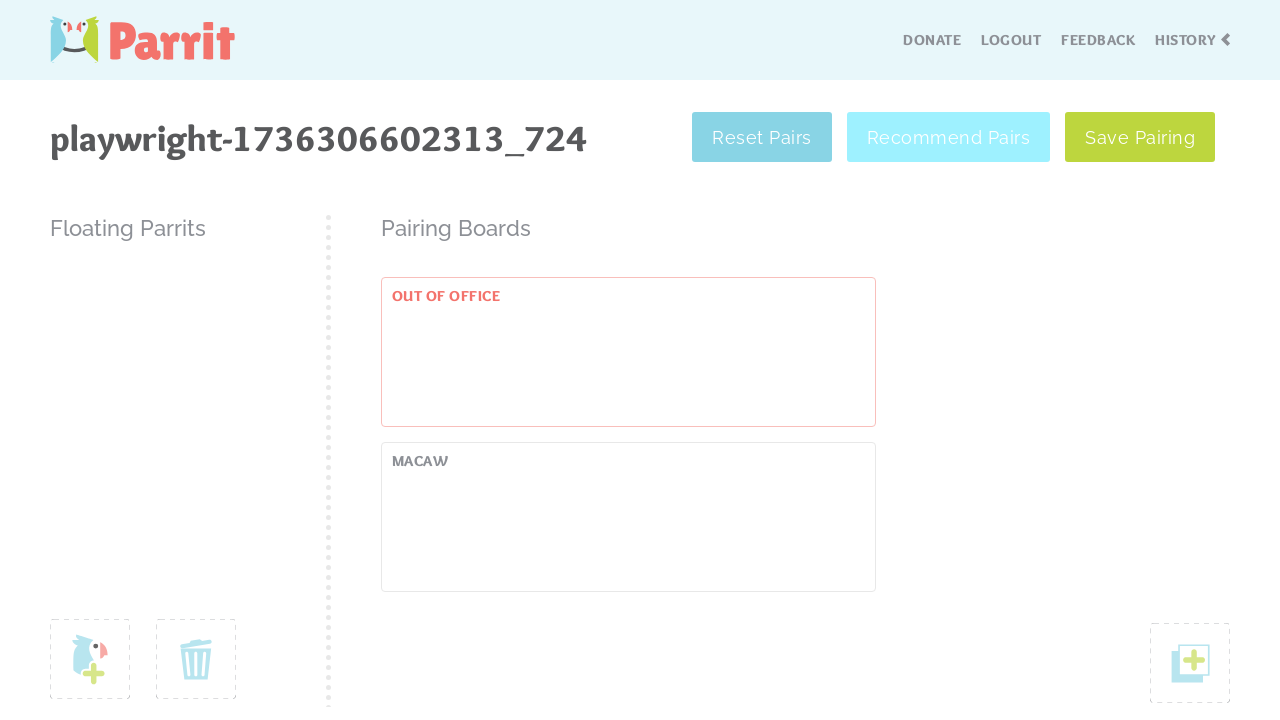 Parrit
DONATE LOGOUT FEEDBACK HISTORY
playwright-1736306602313_724
Reset Pairs
Recommend Pairs
Save Pairing
Floating Parrits
Pairing Boards
OUT OF OFFICE
MACAW